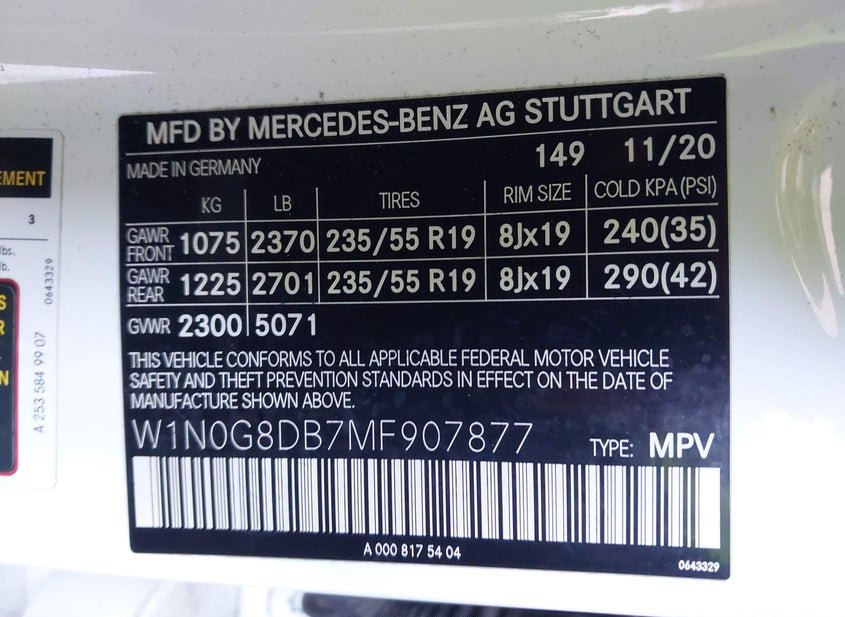 MFD BY MERCEDES-BENZ AG STUTTGART
MADE IN GERMANY 149 11/20
KG LB TIRES RIM SIZE COLD KPA (PSI)
GAWR FRONT 1075 2370 235/55 R19 8Jx19 240(35)
GAWR REAR 1225 2701 235/55 R19 8Jx19 290(42)
GVWR 2300 5071
THIS VEHICLE CONFORMS TO ALL APPLICABLE FEDERAL MOTOR VEHICLE
SAFETY AND THEFT PREVENTION STANDARDS IN EFFECT ON THE DATE OF
MANUFACTURE SHOWN ABOVE.
W1N0G8DB7MF907877 TYPE: MPV
A 000 817 54 04
0643329
3
lbs.
lb.
0643329
A 253 584 99 07